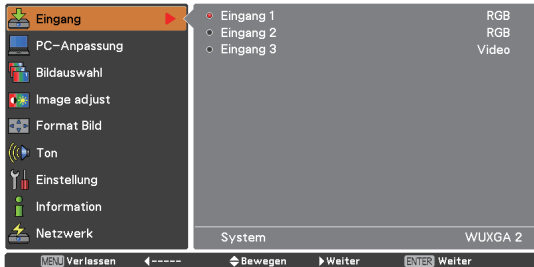 Eingang
PC-Anpassung
Bildauswahl
Image adjust
Format Bild
Ton
Einstellung
Information
Netzwerk
Eingang 1 RGB
Eingang 2 RGB
Eingang 3 Video
System WUXGA 2
MENU Verlassen ◄----- Bewegen Weiter ENTER Weiter